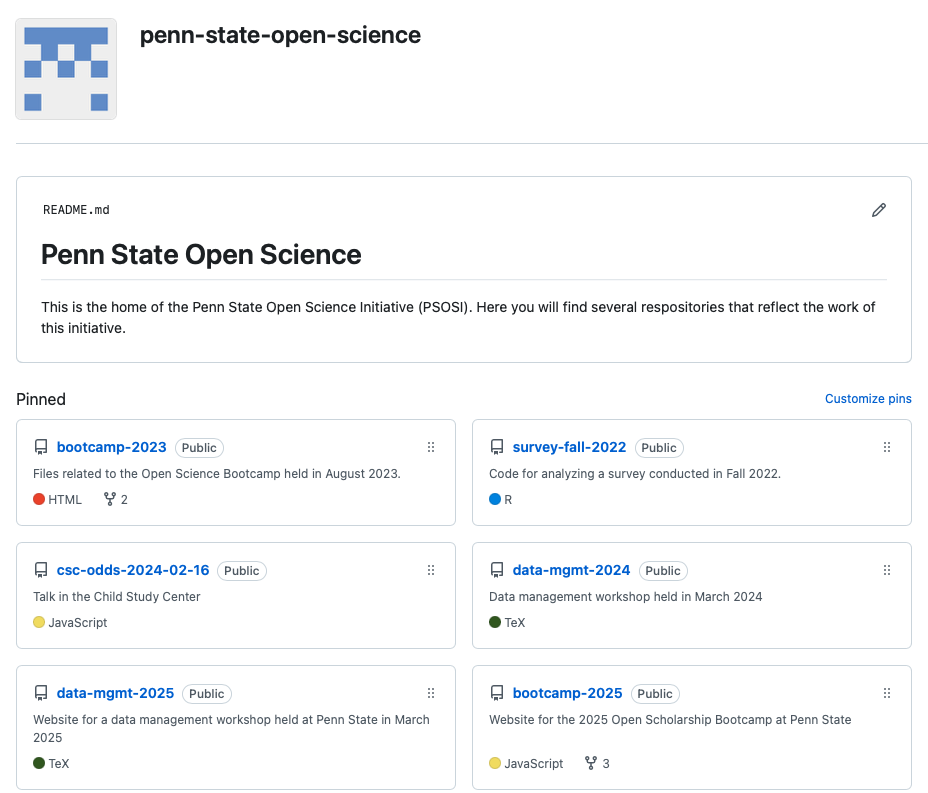 penn-state-open-science
README.md
Penn State Open Science
This is the home of the Penn State Open Science Initiative (PSOSI). Here you will find several respositories that reflect the work of
this initiative.
Pinned
Customize pins
bootcamp-2023 Public
Files related to the Open Science Bootcamp held in August 2023.
HTML 2
survey-fall-2022 Public
Code for analyzing a survey conducted in Fall 2022.
R
csc-odds-2024-02-16 Public
Talk in the Child Study Center
JavaScript
data-mgmt-2024 Public
Data management workshop held in March 2024
TeX
data-mgmt-2025 Public
Website for a data management workshop held at Penn State in March
2025
TeX
bootcamp-2025 Public
Website for the 2025 Open Scholarship Bootcamp at Penn State
JavaScript 3